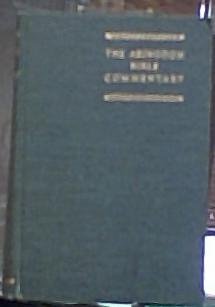 THE ABINGDON
BIBLE
COMMENTARY